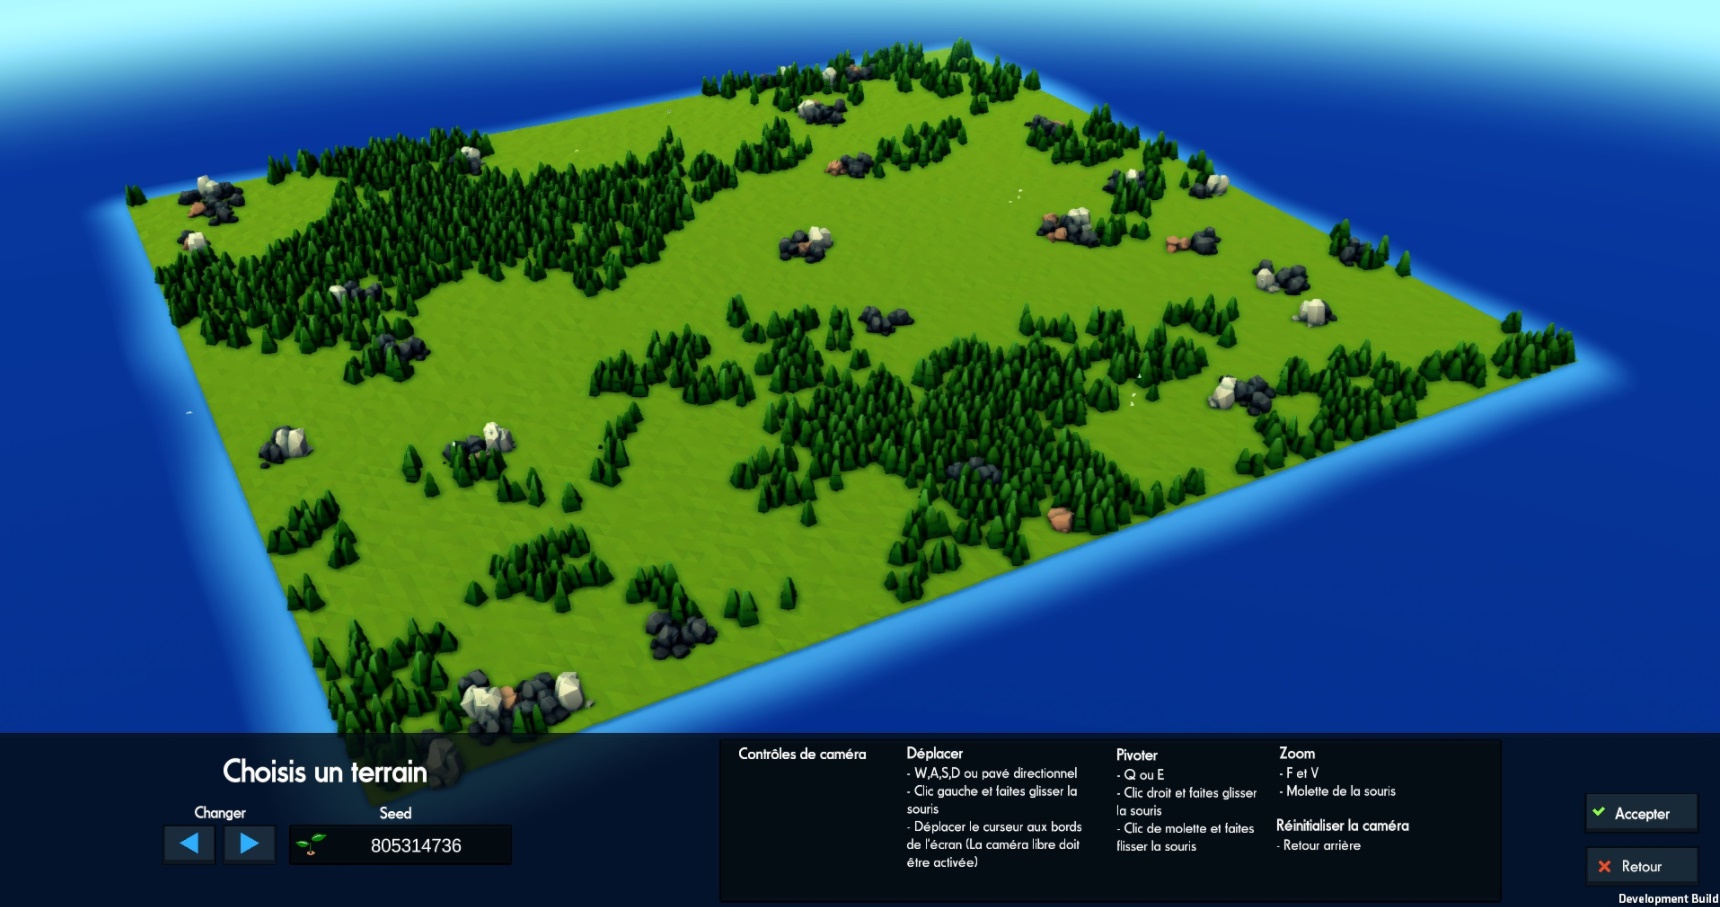 Choisis un terrain
Changer
Seed
805314736
Contrôles de caméra
Déplacer
- W,A,S,D ou pavé directionnel
- Clic gauche et faites glisser la
souris
- Déplacer le curseur aux bords
de l'écran (La caméra libre doit
être activée)
Pivoter
- Q ou E
- Clic droit et faites glisser
la souris
- Clic de molette et faites
flisser la souris
Zoom
- F et V
- Molette de la souris
Réinitialiser la caméra
- Retour arrière
Accepter
Retour
Development Build